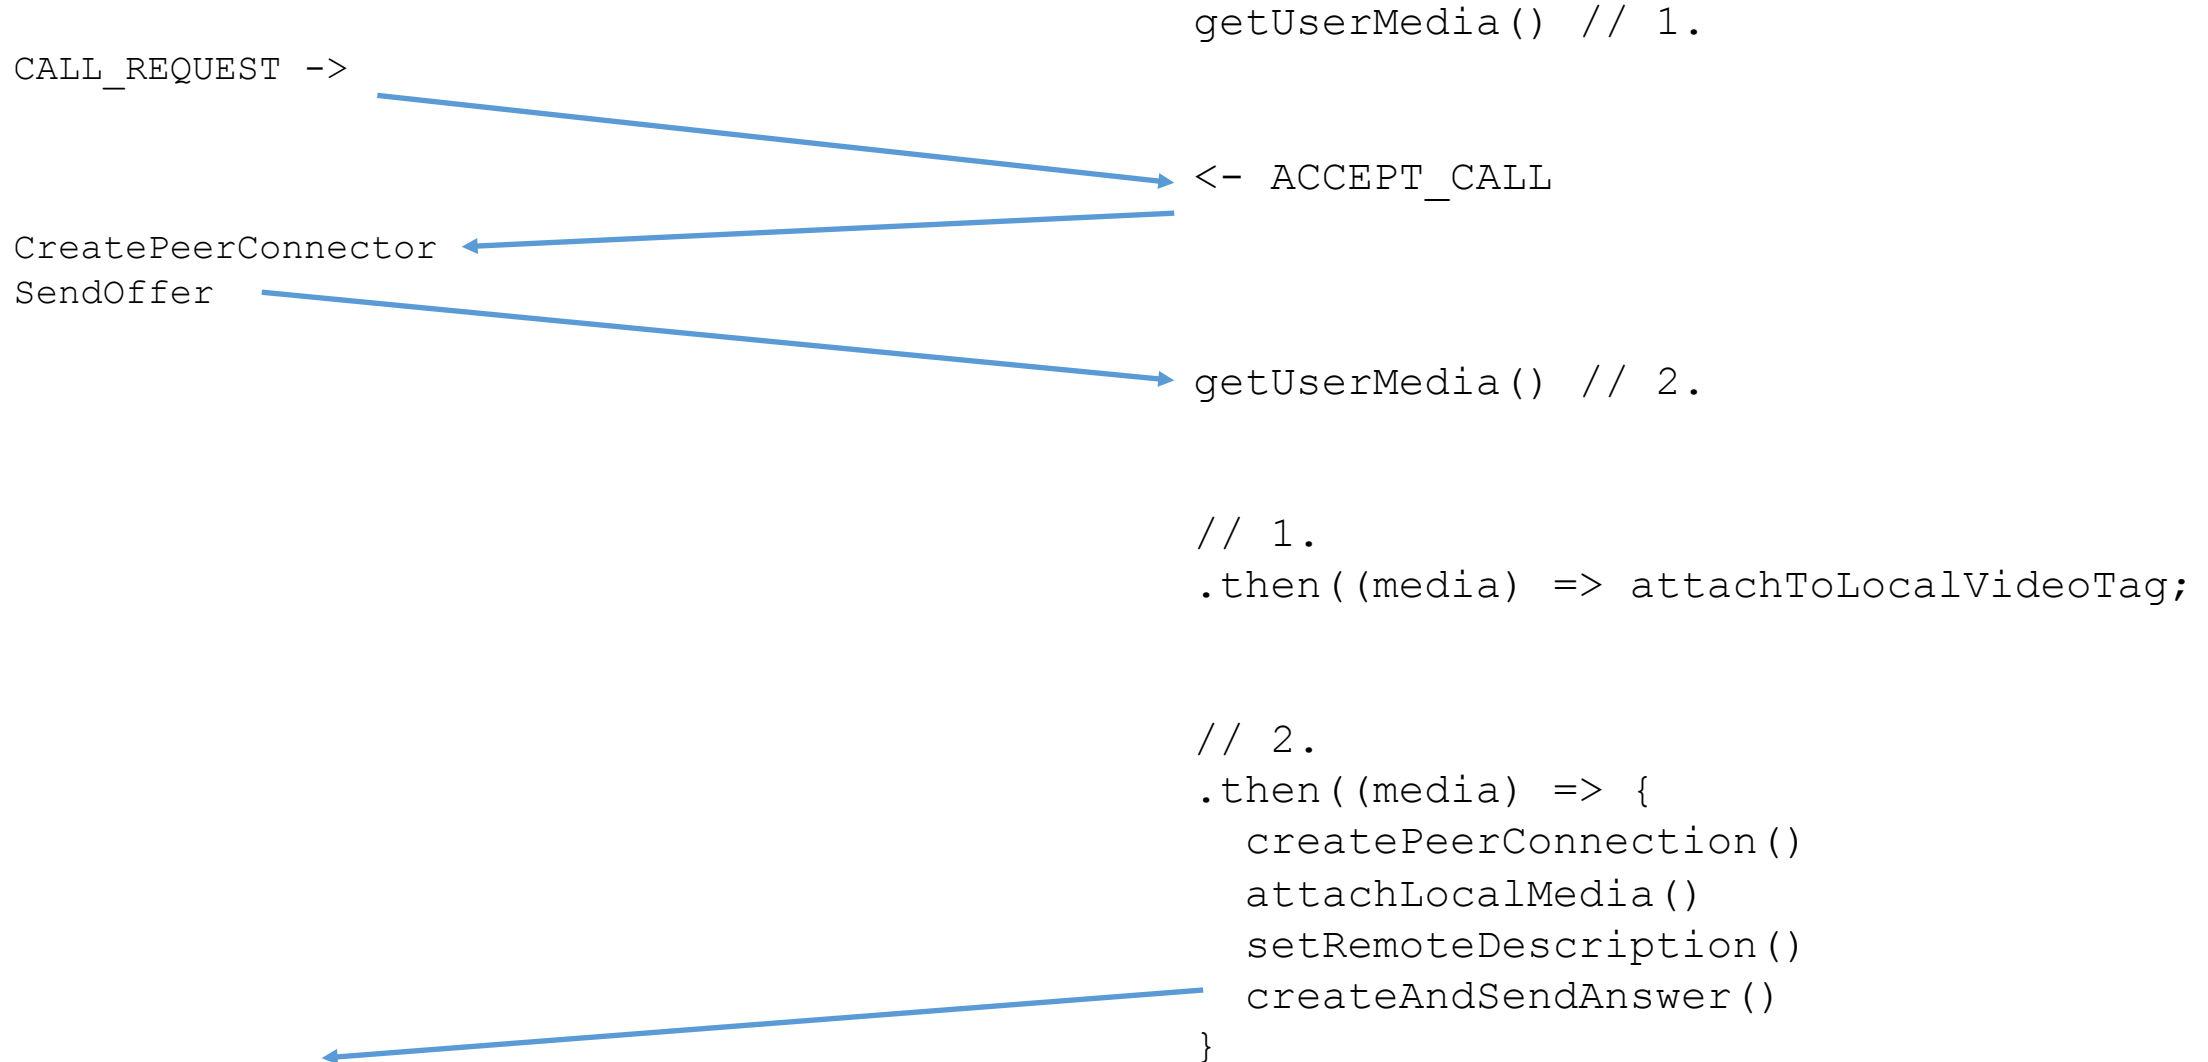 getUserMedia() // 1.
CALL_REQUEST ->
<- ACCEPT_CALL
CreatePeerConnector
SendOffer
getUserMedia() // 2.
// 1.
.then((media) => attachToLocalVideoTag;
// 2.
.then((media) => {
  createPeerConnection()
  attachLocalMedia()
  setRemoteDescription()
  createAndSendAnswer()
}